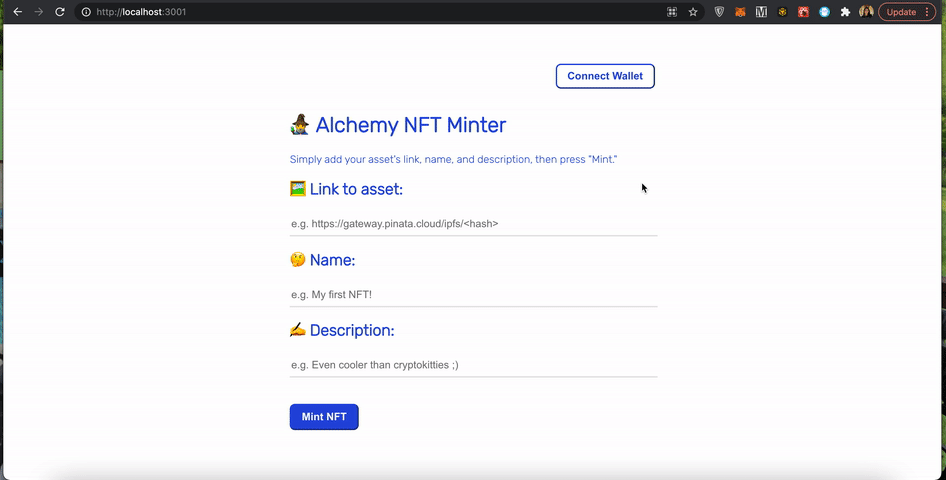 http://localhost:3001
Update
Connect Wallet
Alchemy NFT Minter
Simply add your asset's link, name, and description, then press "Mint."
Link to asset:
e.g. https://gateway.pinata.cloud/ipfs/<hash>
Name:
e.g. My first NFT!
Description:
e.g. Even cooler than cryptokitties ;)
Mint NFT